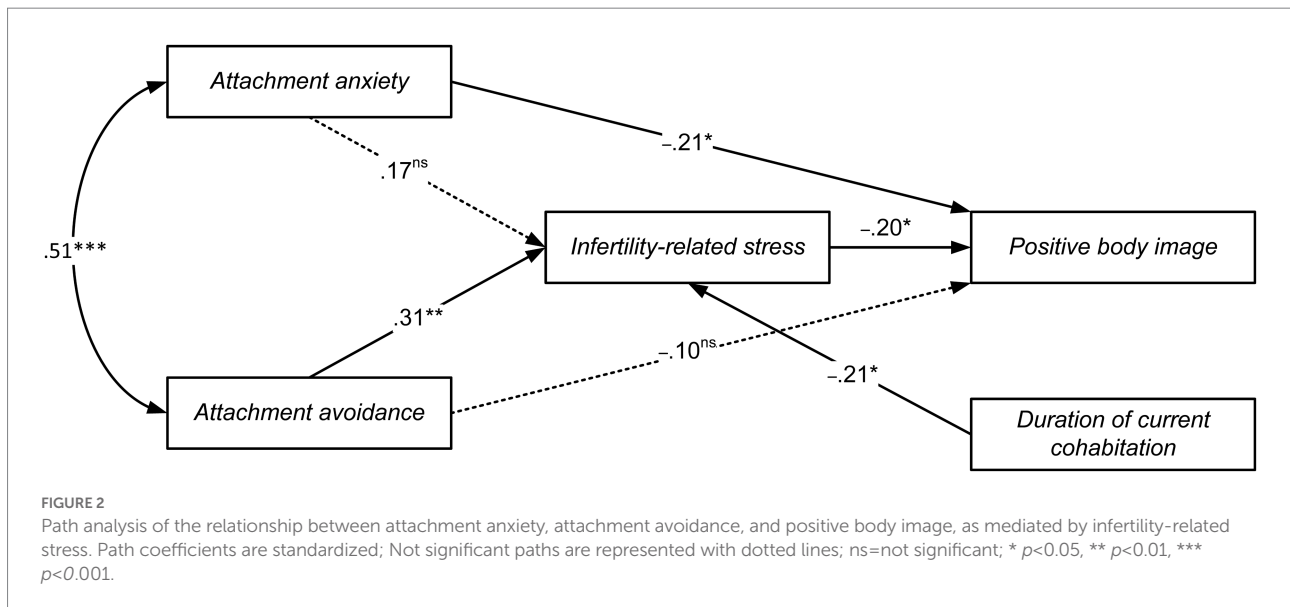 Attachment anxiety
–.21*
.17ns
.51***
Infertility-related stress
–.20*
Positive body image
.31**
–.10ns
–.21*
Attachment avoidance
Duration of current
cohabitation
FIGURE 2
Path analysis of the relationship between attachment anxiety, attachment avoidance, and positive body image, as mediated by infertility-related
stress. Path coefficients are standardized; Not significant paths are represented with dotted lines; ns=not significant; * p<0.05, ** p<0.01, ***
p<0.001.